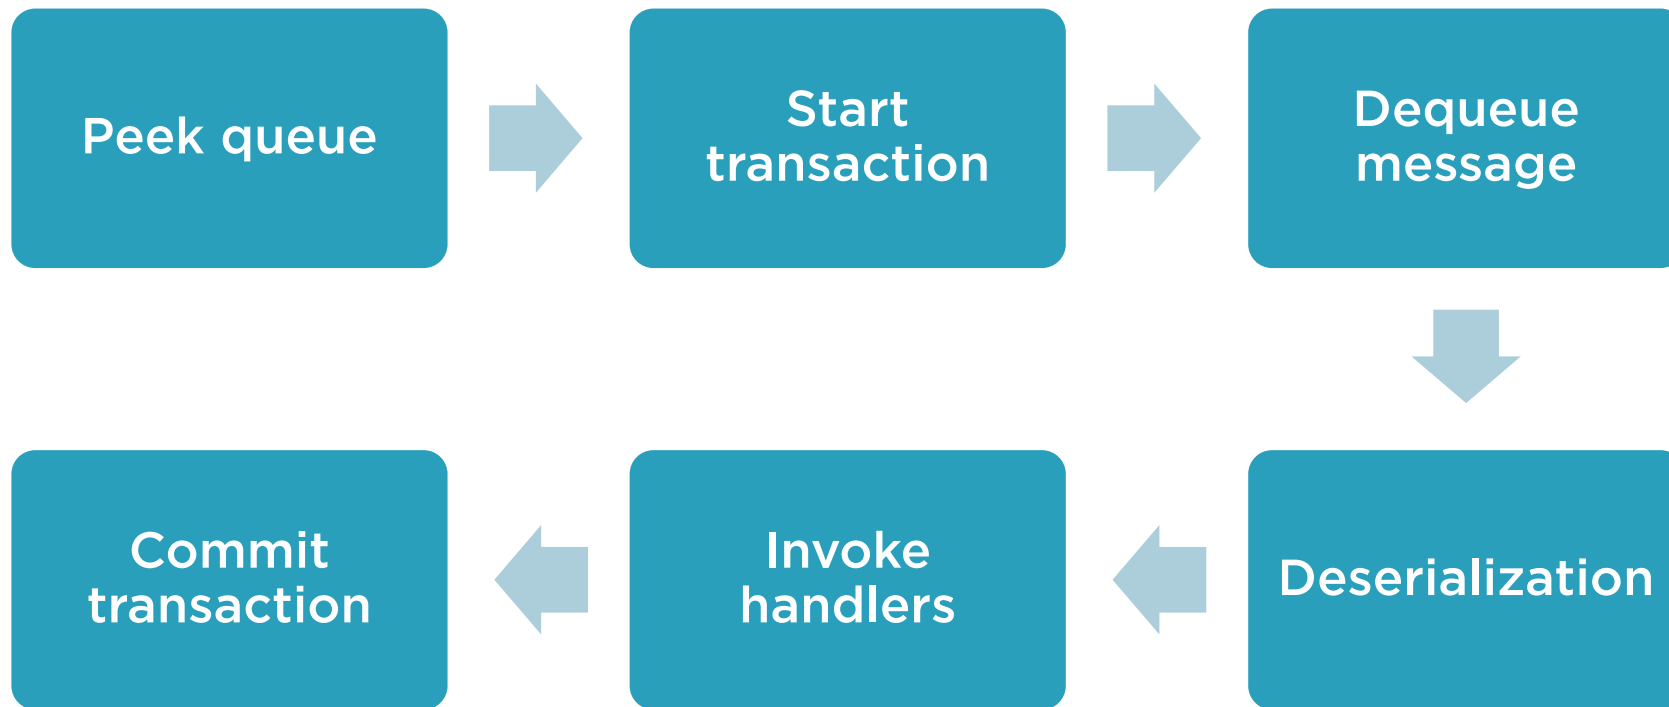 Peek queue
Start
transaction
Dequeue
message
Deserialization
Invoke
handlers
Commit
transaction